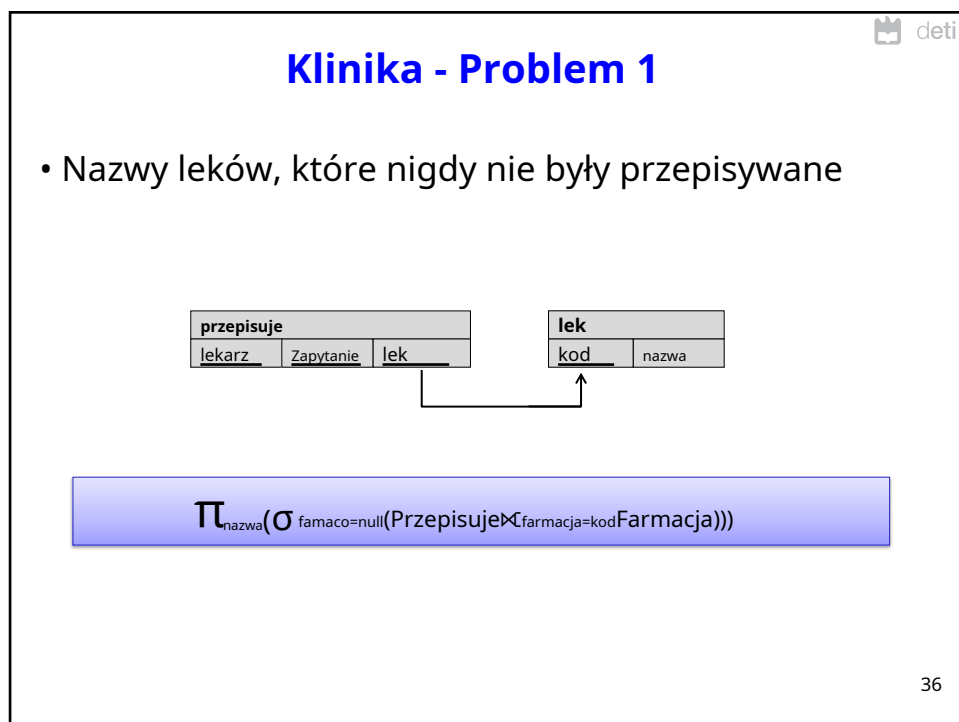 deti
Klinika - Problem 1
• Nazwy leków, które nigdy nie były przepisywane
przepisuje
lekarz Zapytanie lek
lek
kod nazwa
πnazwa(σ famaco=null(Przepisuje⟖farmacja=kodFarmacja)))
36